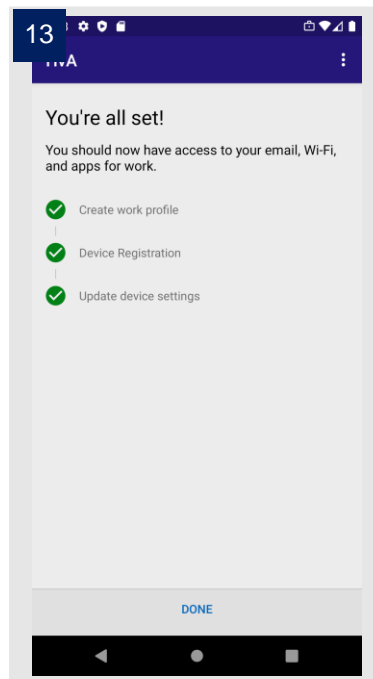 13
You're all set!
You should now have access to your email, Wi-Fi,
and apps for work.
Create work profile
Device Registration
Update device settings
DONE